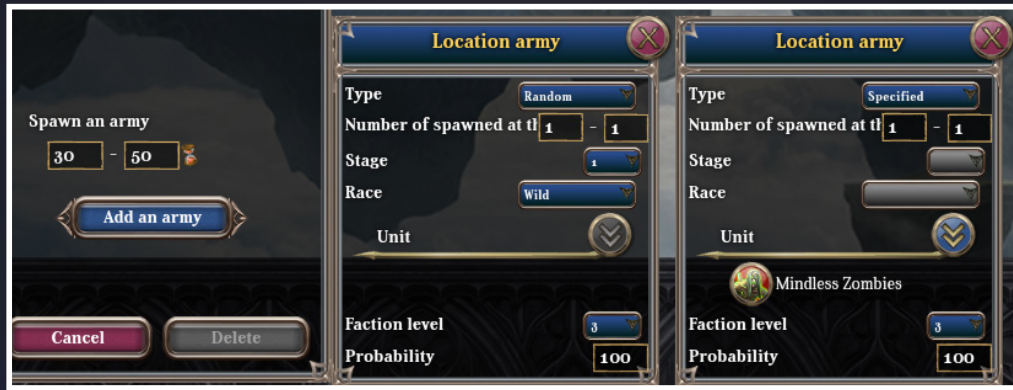 Spawn an army
30 - 50
Add an army
Cancel
Delete
Location army
Type Random
Number of spawned at th 1 - 1
Stage 1
Race Wild
Unit
Faction level 3
Probability 100
Location army
Type Specified
Number of spawned at th 1 - 1
Stage
Race
Unit
Mindless Zombies
Faction level 3
Probability 100